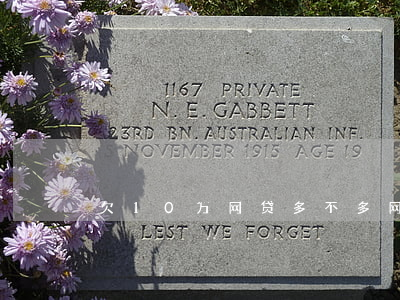 1167 PRIVATE
N. E. GABBETT
23RD BN. AUSTRALIAN INF.
NOVEMBER 1915 AGE 19
欠10万网贷多不多网
LEST WE FORGET